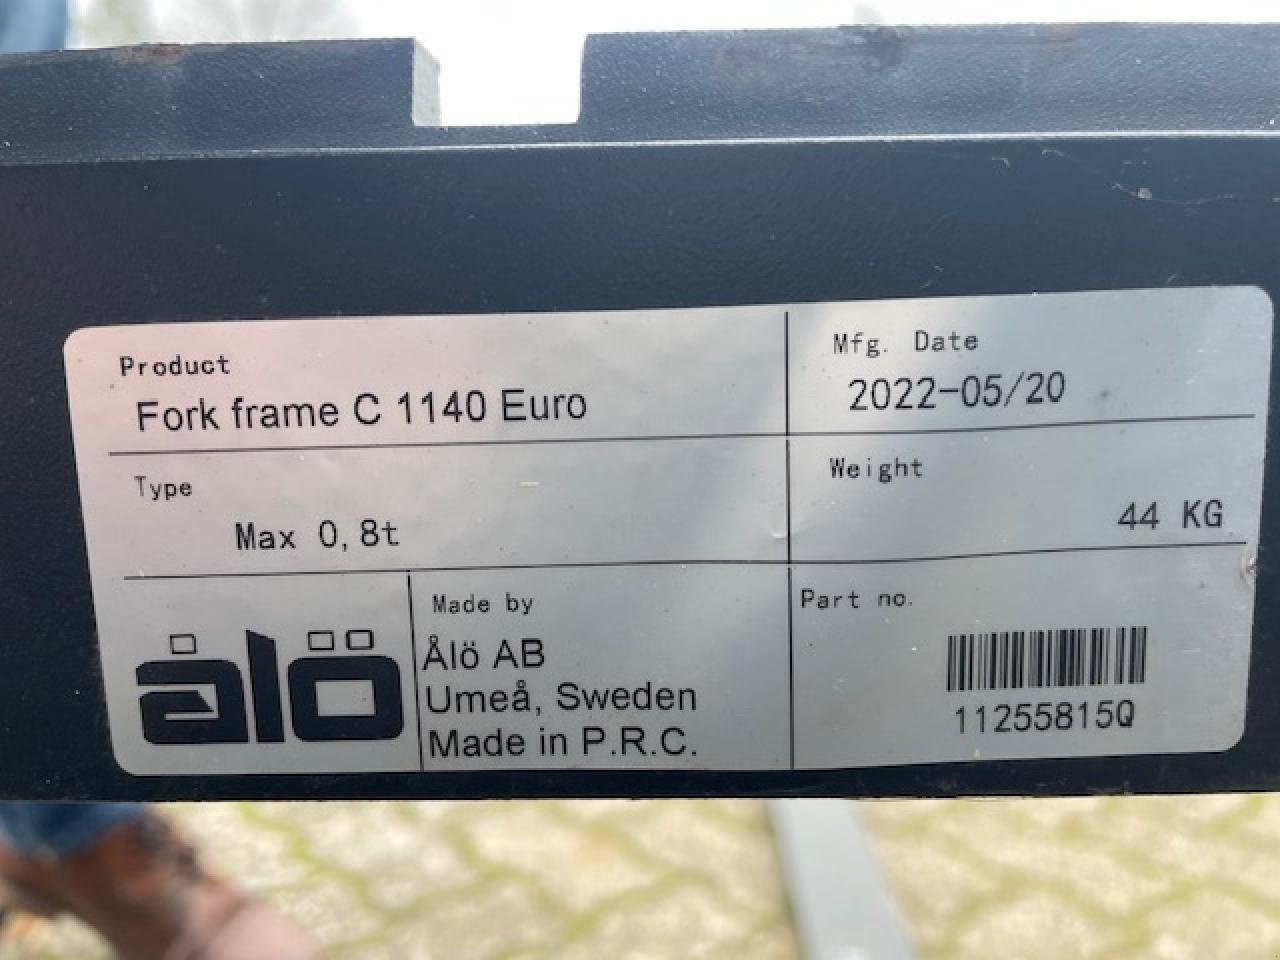 Product
Fork frame C 1140 Euro
Mfg. Date
2022-05/20
Type
Max 0,8t
Weight
44 KG
ålö
Made by
Ålö AB
Umeå, Sweden
Made in P.R.C.
Part no.
11255815Q